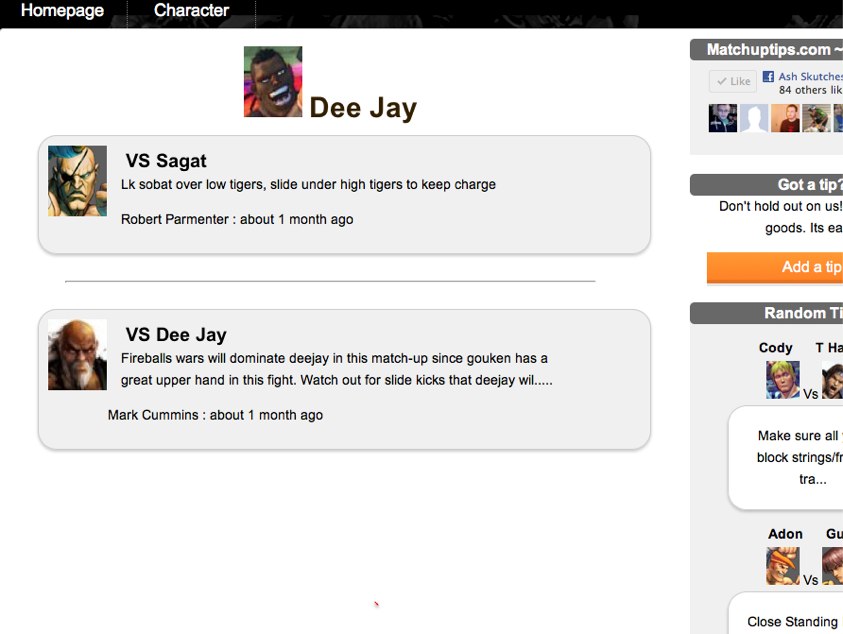 Homepage
Character
Dee Jay
VS Sagat
Lk sobat over low tigers, slide under high tigers to keep charge
Robert Parmenter : about 1 month ago
VS Dee Jay
Fireballs wars will dominate deejay in this match-up since gouken has a
great upper hand in this fight. Watch out for slide kicks that deejay wil.....
Mark Cummins : about 1 month ago
Matchuptips.com ~
Like
Ash Skutches
84 others lik
Got a tip?
Don't hold out on us!
goods. Its ea
Add a tip
Random Ti
Cody T Ha
Vs
Make sure all
block strings/fr
tra...
Adon Gu
Vs
Close Standing